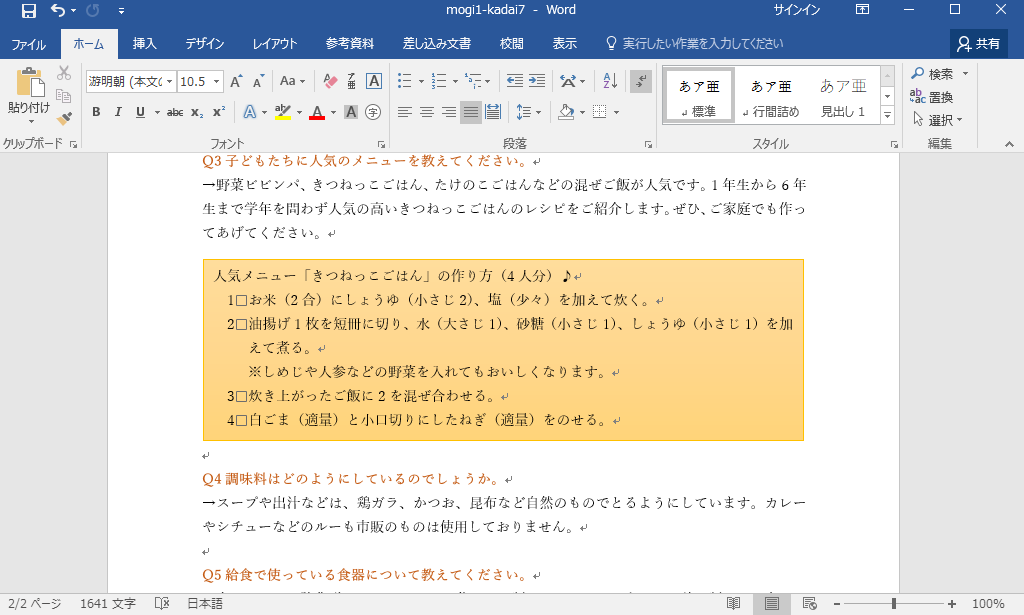 mogi1-kadai7 - Word サインイン
ファイル ホーム 挿入 デザイン レイアウト 参考資料 差し込み文書 校閲 表示 実行したい作業を入力してください 共有
貼り付け
游明朝 (本文の 10.5 A A Aa ア亜 A
B I U abc x₂ x² A ab A A 字
あア亜 あア亜 あア亜
標準 行間詰め 見出し 1
検索
置換
選択
クリップボード フォント 段落 スタイル 編集
Q3 子どもたちに人気のメニューを教えてください。
→野菜ビビンパ、きつねっこごはん、たけのこごはんなどの混ぜご飯が人気です。1 年生から 6 年
生まで学年を問わず人気の高いきつねっこごはんのレシピをご紹介します。ぜひ、ご家庭でも作っ
てあげてください。
人気メニュー「きつねっこごはん」の作り方（4 人分）♪
1□お米（2 合）にしょうゆ（小さじ 2）、塩（少々）を加えて炊く。
2□油揚げ 1 枚を短冊に切り、水（大さじ 1）、砂糖（小さじ 1）、しょうゆ（小さじ 1）を加
えて煮る。
※しめじや人参などの野菜を入れてもおいしくなります。
3□炊き上がったご飯に 2 を混ぜ合わせる。
4□白ごま（適量）と小口切りにしたねぎ（適量）をのせる。
Q4 調味料はどのようにしているのでしょうか。
→スープや出汁などは、鶏ガラ、かつお、昆布など自然のものでとるようにしています。カレー
やシチューなどのルーも市販のものは使用しておりません。
Q5 給食で使っている食器について教えてください。
2/2 ページ 1641 文字 日本語 100%